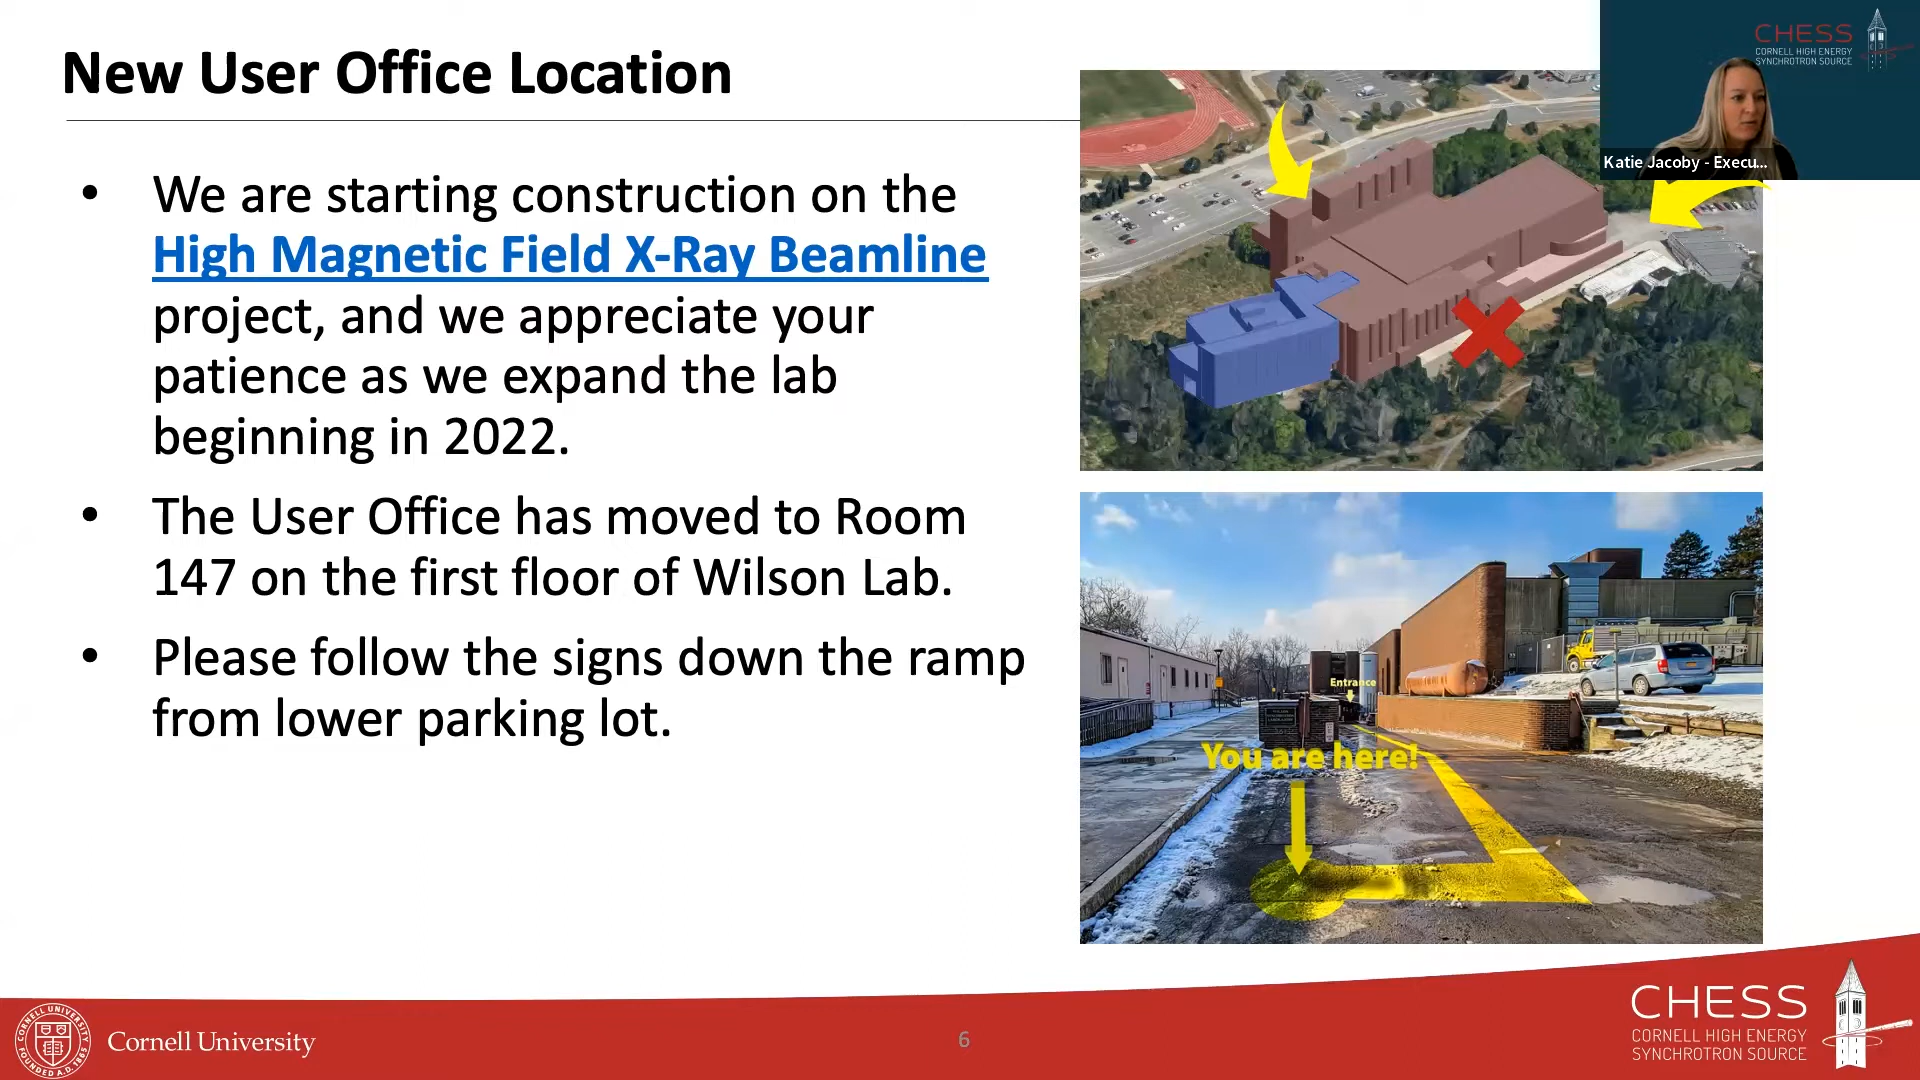 New User Office Location
• We are starting construction on the
High Magnetic Field X-Ray Beamline
project, and we appreciate your
patience as we expand the lab
beginning in 2022.
• The User Office has moved to Room
147 on the first floor of Wilson Lab.
• Please follow the signs down the ramp
from lower parking lot.
CHESS
CORNELL HIGH ENERGY
SYNCHROTRON SOURCE
Katie Jacoby - Execu...
Entrance
You are here!
CORNELL UNIVERSITY
FOUNDED A.D. 1865
Cornell University
6
CHESS
CORNELL HIGH ENERGY
SYNCHROTRON SOURCE